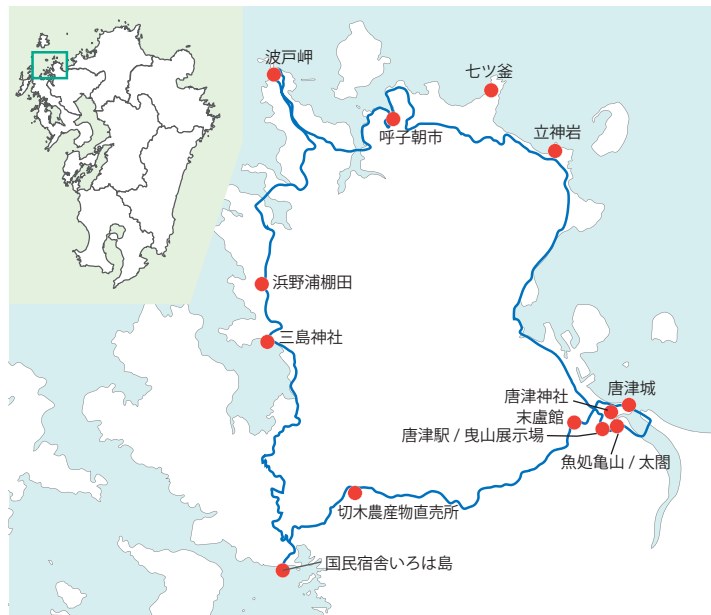 波戸岬
七ツ釜
呼子朝市
立神岩
浜野浦棚田
三島神社
唐津神社
唐津城
末盧館
唐津駅 / 曳山展示場
魚処亀山 / 太閤
切木農産物直売所
国民宿舎いろは島